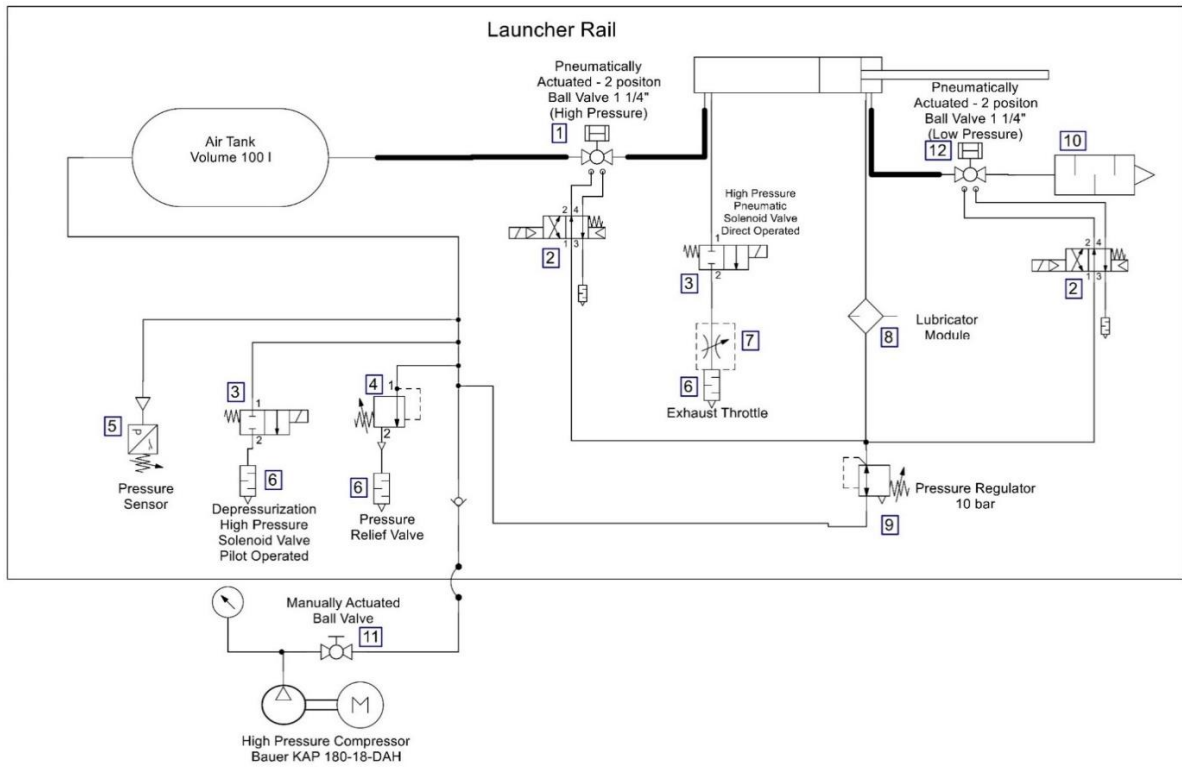 Launcher Rail
Pneumatically
Actuated - 2 positon
Ball Valve 1 1/4"
(High Pressure)
1
Air Tank
Volume 100 l
Pneumatically
Actuated - 2 positon
Ball Valve 1 1/4"
(Low Pressure)
12
10
High Pressure
Pneumatic
Solenoid Valve
Direct Operated
2 4
1 3
2
1
2
3
2 4
1 3
2
7
6
Exhaust Throttle
8
Lubricator
Module
5
P
Pressure
Sensor
3
1
2
6
Depressurization
High Pressure
Solenoid Valve
Pilot Operated
4
1
2
6
Pressure
Relief Valve
Pressure Regulator
10 bar
9
Manually Actuated
Ball Valve
11
M
High Pressure Compressor
Bauer KAP 180-18-DAH